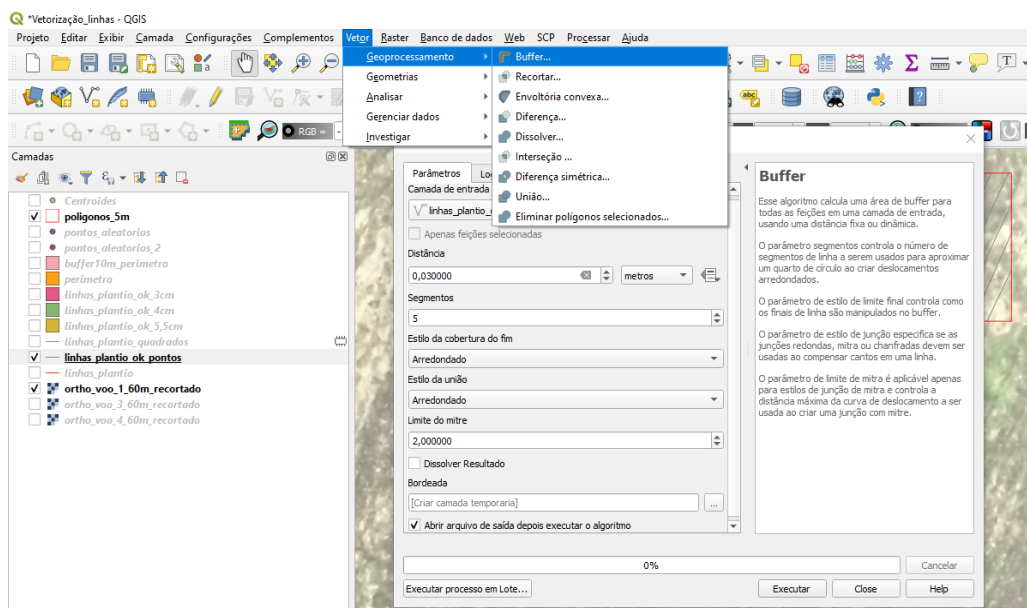 *Vetorização_linhas - QGIS
Projeto Editar Exibir Camada Configurações Complementos Vetor Raster Banco de dados Web SCP Processar Ajuda
Geoprocessamento
Geometrias
Analisar
Gerenciar dados
Investigar
Buffer...
Recortar...
Envoltória convexa...
Diferença...
Dissolver...
Interseção ...
Diferença simétrica...
União...
Eliminar polígonos selecionados...
RGB
abc
Camadas
Centroides
poligonos_5m
pontos_aleatorios
pontos_aleatorios_2
buffer10m_perimetro
perimetro
linhas_plantio_ok_3cm
linhas_plantio_ok_4cm
linhas_plantio_ok_5,5cm
linhas_plantio_quadrados
linhas_plantio_ok_pontos
linhas_plantio
ortho_voo_1_60m_recortado
ortho_voo_3_60m_recortado
ortho_voo_4_60m_recortado
Parâmetros
Camada de entrada
Apenas feições selecionadas
Distância
0,030000 metros
Segmentos
5
Estilo da cobertura do fim
Arredondado
Estilo da união
Arredondado
Limite do mitre
2,000000
Dissolver Resultado
Bordeada
[Criar camada temporaria] ...
Abrir arquivo de saída depois executar o algoritmo
Buffer
Esse algoritmo calcula uma área de buffer para
todas as feições em uma camada de entrada,
usando uma distância fixa ou dinâmica.
O parâmetro segmentos controla o número de
segmentos de linha a serem usados para aproximar
um quarto de círculo ao criar deslocamentos
arredondados.
O parâmetro de estilo de limite final controla como
os finais de linha são manipulados no buffer.
O parâmetro de estilo de junção especifica se as
junções redondas, mitra ou chanfradas devem ser
usadas ao compensar cantos em uma linha.
O parâmetro de limite de mitra é aplicável apenas
para estilos de junção de mitra e controla a
distância máxima da curva de deslocamento a ser
usada ao criar uma junção com mitre.
0% Cancelar
Executar processo em Lote... Executar Close Help